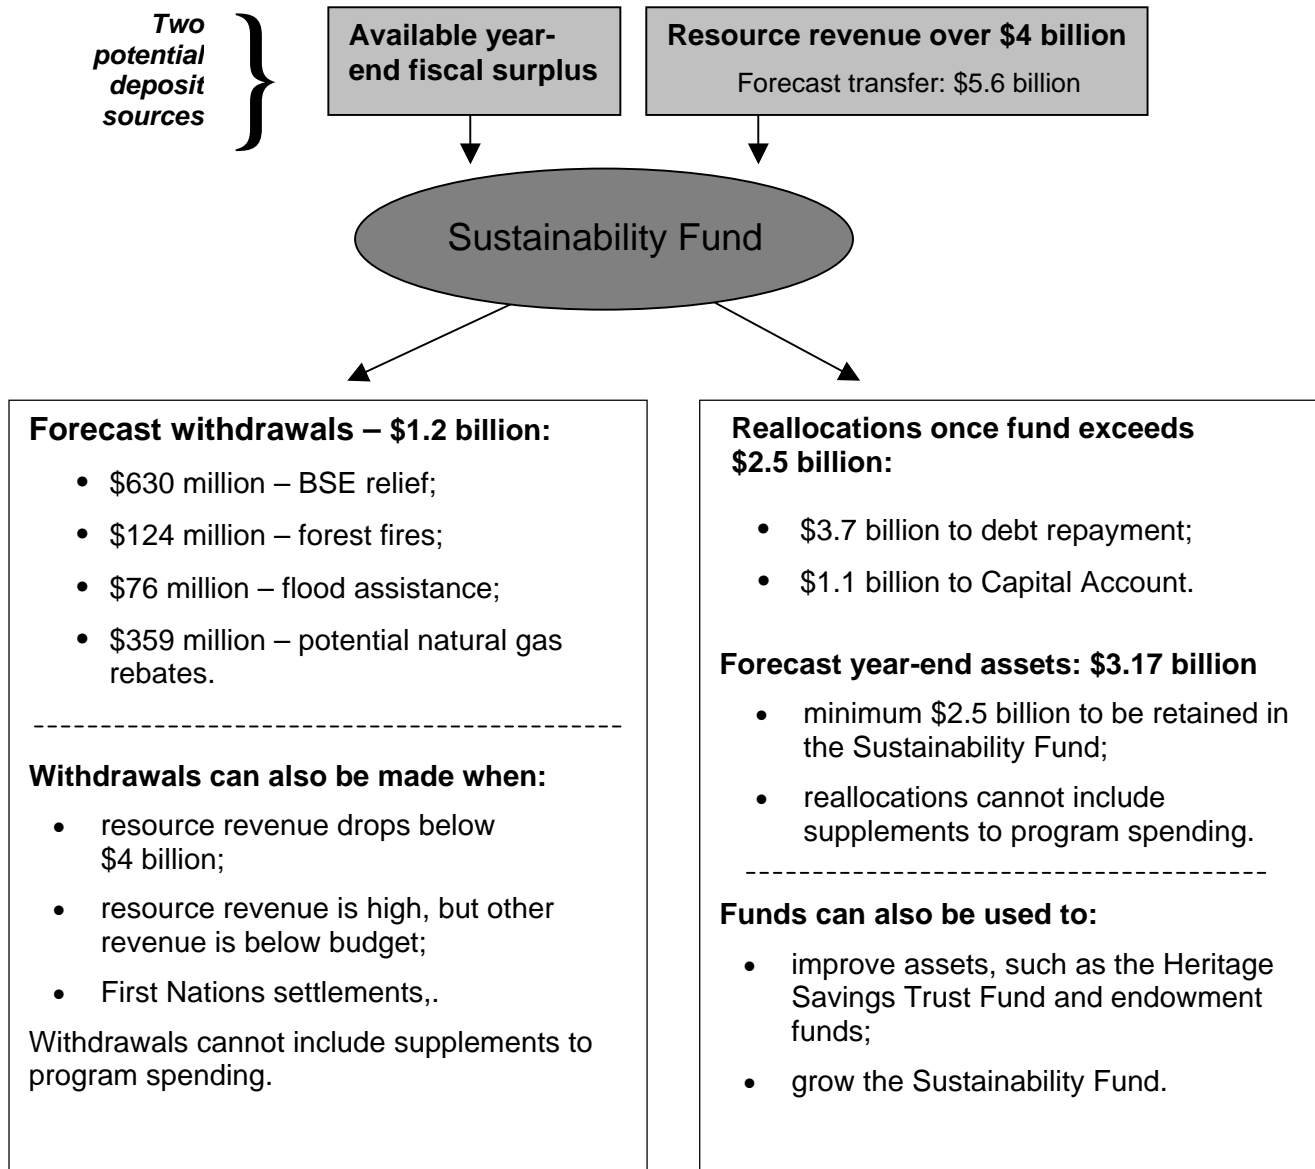 Two
potential
deposit
sources
Available year-
end fiscal surplus
Resource revenue over $4 billion
Forecast transfer: $5.6 billion
Sustainability Fund
Forecast withdrawals – $1.2 billion:
• $630 million – BSE relief;
• $124 million – forest fires;
• $76 million – flood assistance;
• $359 million – potential natural gas
rebates.
Withdrawals can also be made when:
• resource revenue drops below
$4 billion;
• resource revenue is high, but other
revenue is below budget;
• First Nations settlements,.
Withdrawals cannot include supplements to
program spending.
Reallocations once fund exceeds
$2.5 billion:
• $3.7 billion to debt repayment;
• $1.1 billion to Capital Account.
Forecast year-end assets: $3.17 billion
• minimum $2.5 billion to be retained in
the Sustainability Fund;
• reallocations cannot include
supplements to program spending.
Funds can also be used to:
• improve assets, such as the Heritage
Savings Trust Fund and endowment
funds;
• grow the Sustainability Fund.